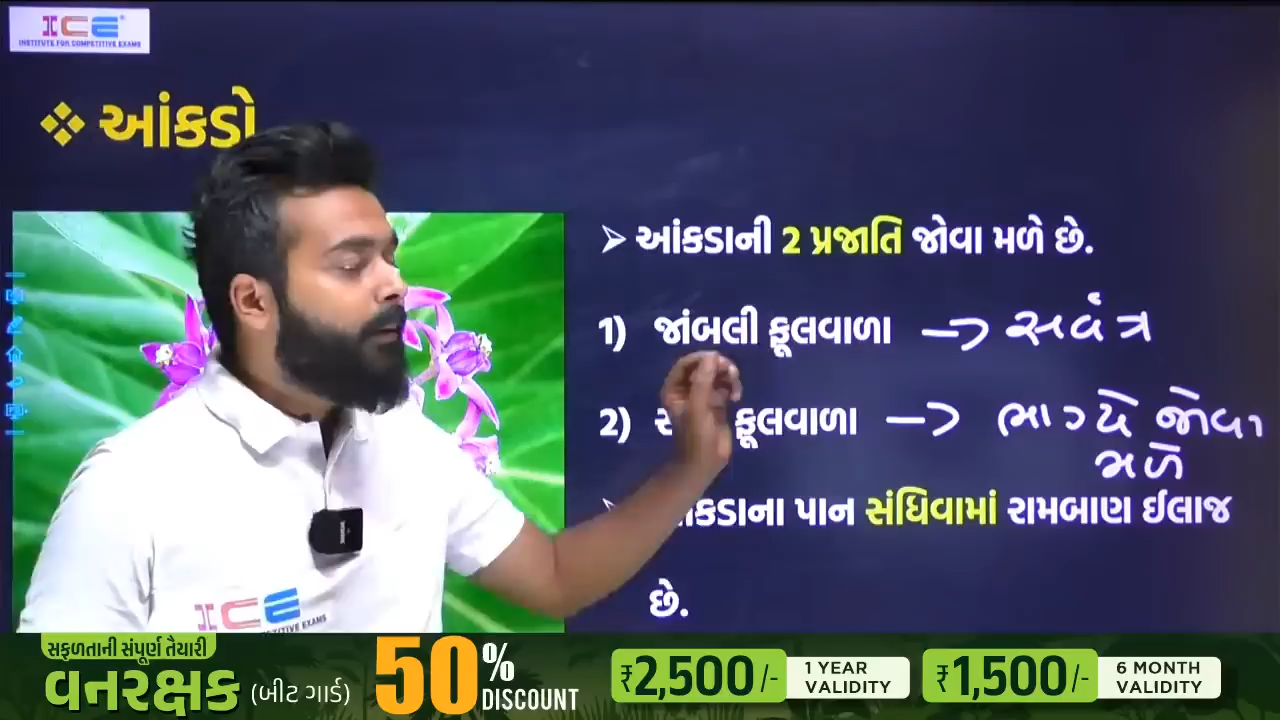 ICE
INSTITUTE FOR COMPETITIVE EXAMS
❖ આંકડો
➢ આંકડાની 2 પ્રજાતિ જોવા મળે છે.
1) જાંબલી ફૂલવાળા → સર્વત્ર
2) ફૂલવાળા → ભાગ્યે જોવા
મળે
પાન સંધિવામાં રામબાણ ઈલાજ
છે.
ICE
સફળતાની સંપૂર્ણ તૈયારી
વનરક્ષક (બીટ ગાર્ડ)
50% DISCOUNT
₹2,500/- 1 YEAR VALIDITY
₹1,500/- 6 MONTH VALIDITY